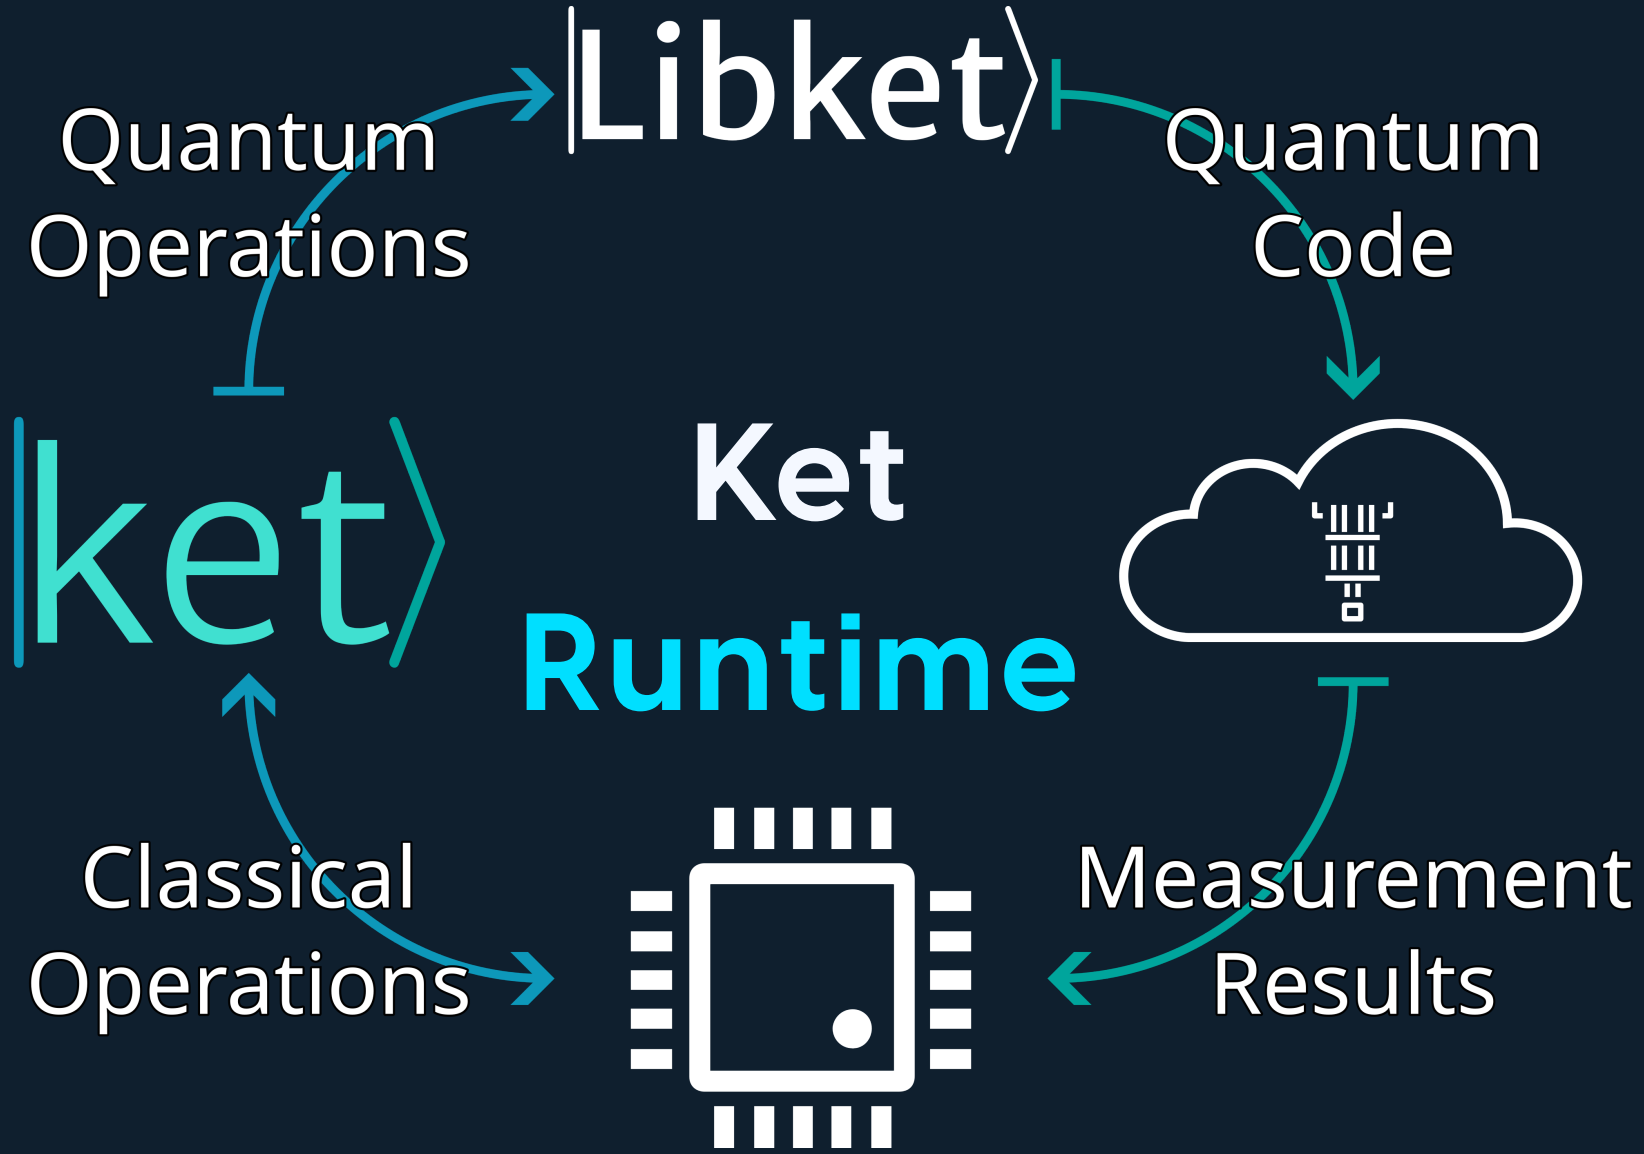 |Libket⟩
Quantum
Operations
Quantum
Code
|ket⟩
Ket
Runtime
Classical
Operations
Measurement
Results